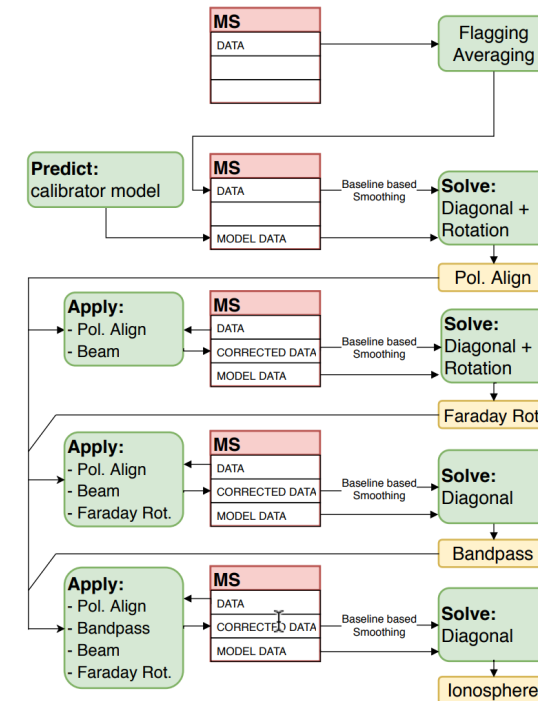 MS
DATA
Flagging
Averaging
Predict:
calibrator model
MS
DATA
MODEL DATA
Baseline based
Smoothing
Solve:
Diagonal +
Rotation
Pol. Align
Apply:
- Pol. Align
- Beam
MS
DATA
CORRECTED DATA
MODEL DATA
Baseline based
Smoothing
Solve:
Diagonal +
Rotation
Faraday Rot
Apply:
- Pol. Align
- Beam
- Faraday Rot.
MS
DATA
CORRECTED DATA
MODEL DATA
Baseline based
Smoothing
Solve:
Diagonal
Bandpass
Apply:
- Pol. Align
- Bandpass
- Beam
- Faraday Rot.
MS
DATA
CORRECTED DATA
MODEL DATA
Baseline based
Smoothing
Solve:
Diagonal
Ionosphere